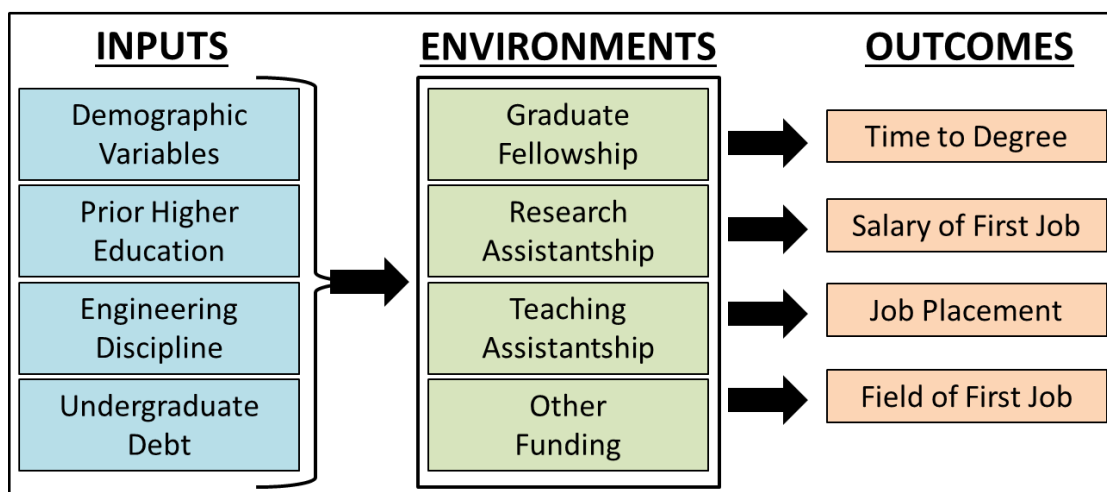 INPUTS
Demographic
Variables
Prior Higher
Education
Engineering
Discipline
Undergraduate
Debt
ENVIRONMENTS
Graduate
Fellowship
Research
Assistantship
Teaching
Assistantship
Other
Funding
OUTCOMES
Time to Degree
Salary of First Job
Job Placement
Field of First Job